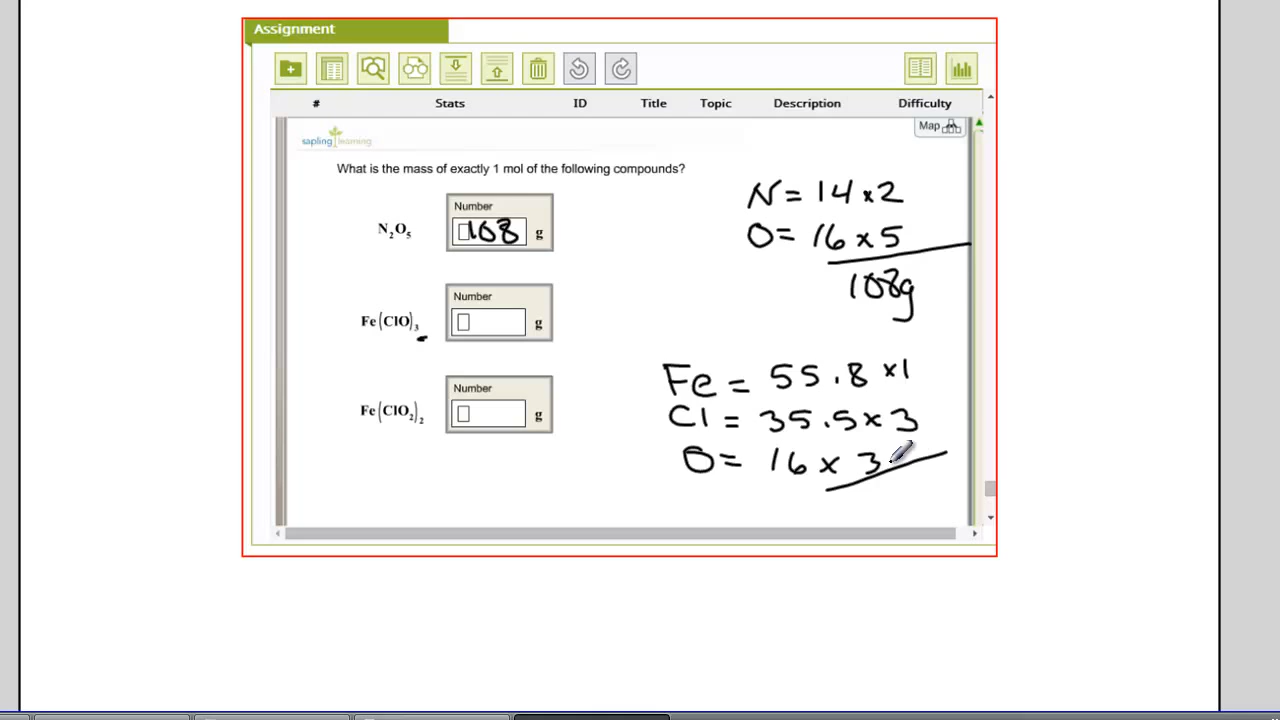 Assignment
# Stats ID Title Topic Description Difficulty
Map
sapling learning
What is the mass of exactly 1 mol of the following compounds?
N2O5
Number
108 g
Fe(ClO)3
Number
g
Fe(ClO2)2
Number
g
N = 14 x 2
O = 16 x 5
108g
Fe = 55.8 x 1
Cl = 35.5 x 3
O = 16 x 3